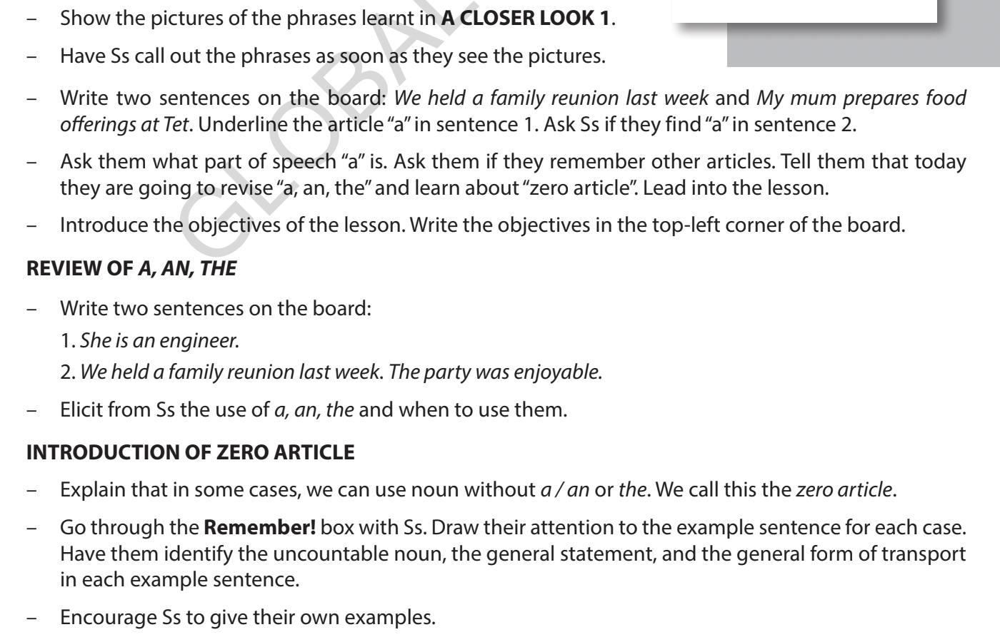 – Show the pictures of the phrases learnt in A CLOSER LOOK 1.
– Have Ss call out the phrases as soon as they see the pictures.
– Write two sentences on the board: We held a family reunion last week and My mum prepares food
offerings at Tet. Underline the article “a” in sentence 1. Ask Ss if they find “a” in sentence 2.
– Ask them what part of speech “a” is. Ask them if they remember other articles. Tell them that today
they are going to revise “a, an, the” and learn about “zero article”. Lead into the lesson.
– Introduce the objectives of the lesson. Write the objectives in the top-left corner of the board.
REVIEW OF A, AN, THE
– Write two sentences on the board:
1. She is an engineer.
2. We held a family reunion last week. The party was enjoyable.
– Elicit from Ss the use of a, an, the and when to use them.
INTRODUCTION OF ZERO ARTICLE
– Explain that in some cases, we can use noun without a / an or the. We call this the zero article.
– Go through the Remember! box with Ss. Draw their attention to the example sentence for each case.
Have them identify the uncountable noun, the general statement, and the general form of transport
in each example sentence.
– Encourage Ss to give their own examples.
GLOBAL